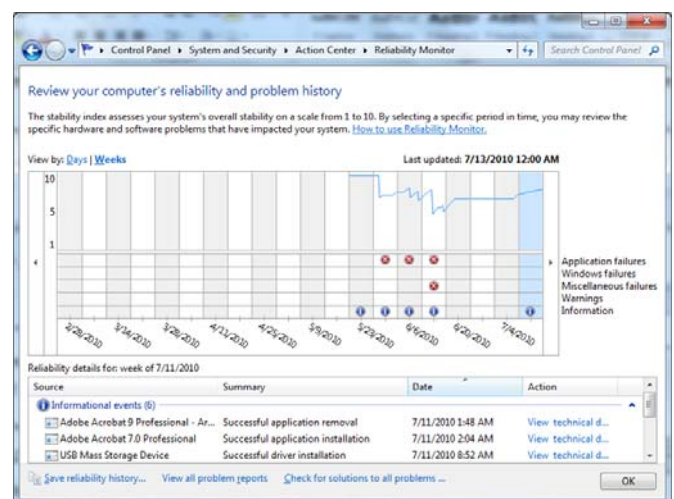 Control Panel ▸ System and Security ▸ Action Center ▸ Reliability Monitor
Search Control Panel
Review your computer's reliability and problem history
The stability index assesses your system's overall stability on a scale from 1 to 10. By selecting a specific period in time, you may review the
specific hardware and software problems that have impacted your system. How to use Reliability Monitor.
View by: Days | Weeks
Last updated: 7/13/2010 12:00 AM
10
5
1
Application failures
Windows failures
Miscellaneous failures
Warnings
Information
2/28/2010 3/14/2010 3/28/2010 4/11/2010 4/25/2010 5/9/2010 5/23/2010 6/6/2010 6/20/2010 7/4/2010
Reliability details for: week of 7/11/2010
Source Summary Date Action
Informational events (6)
Adobe Acrobat 9 Professional - Ar... Successful application removal 7/11/2010 1:48 AM View technical d...
Adobe Acrobat 7.0 Professional Successful application installation 7/11/2010 2:04 AM View technical d...
USB Mass Storage Device Successful driver installation 7/11/2010 8:52 AM View technical d...
Save reliability history... View all problem reports Check for solutions to all problems ...
OK